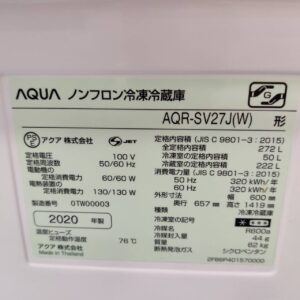 AQUA ノンフロン冷凍冷蔵庫
AQR-SV27J(W) 形
アクア 株式会社 JET
定格電圧 100 V
定格周波数 50/60 Hz
電動機の
定格消費電力 60/60 W
電熱装置の
定格消費電力 130/130 W
製造番号 0TW00003
2020 年製
温度ヒューズ
定格動作温度 76℃
Made in Thailand
定格内容積 (JIS C 9801-3 : 2015)
全定格内容積 272 L
冷凍室の定格内容積 50 L
冷蔵室の定格内容積 222 L
消費電力量 (JIS C 9801-3 : 2015)
50 Hz 320 kWh/年
60 Hz 320 kWh/年
外形寸法 幅 600 mm
奥行 657 mm 高さ 1419 mm
種類 冷凍冷蔵庫
冷凍室の記号
冷媒 R600a
冷媒量 44 g
質量 62 kg
断熱発泡ガス シクロペンタン